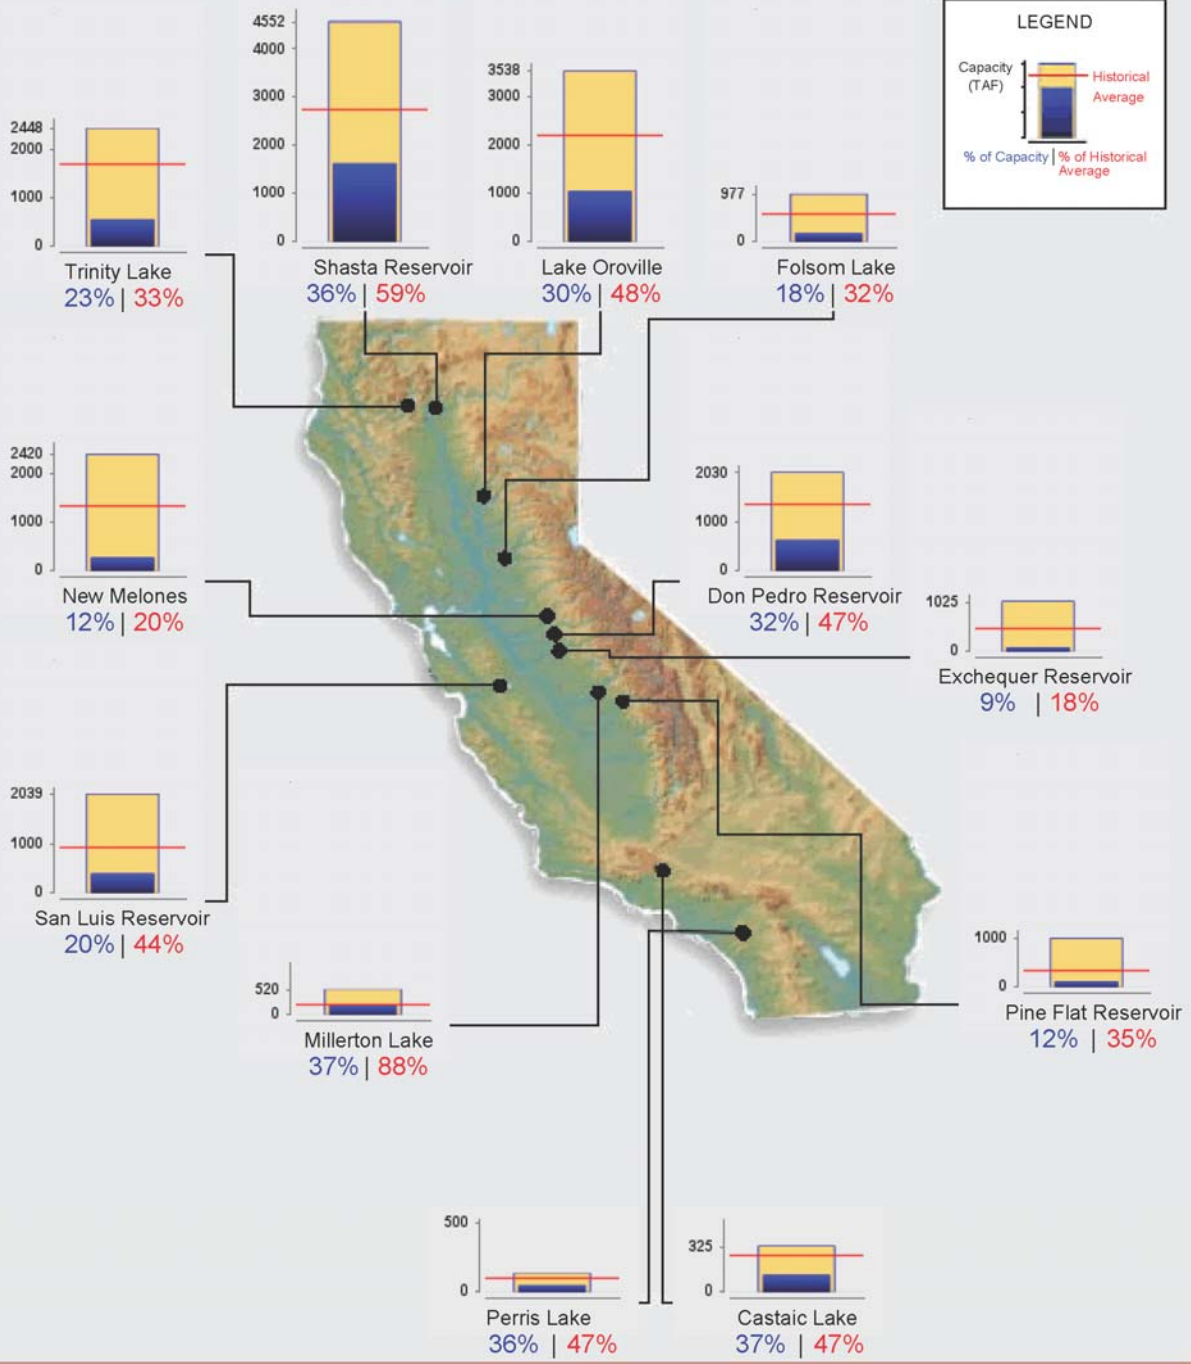 LEGEND
Capacity
(TAF)
Historical
Average
% of Capacity | % of Historical
Average
2448
2000
1000
0
Trinity Lake
23% | 33%
4552
4000
3000
2000
1000
0
Shasta Reservoir
36% | 59%
3538
3000
2000
1000
0
Lake Oroville
30% | 48%
977
0
Folsom Lake
18% | 32%
2420
2000
1000
0
New Melones
12% | 20%
2030
1000
0
Don Pedro Reservoir
32% | 47%
1025
0
Exchequer Reservoir
9% | 18%
2039
1000
0
San Luis Reservoir
20% | 44%
520
0
Millerton Lake
37% | 88%
1000
0
Pine Flat Reservoir
12% | 35%
500
0
Perris Lake
36% | 47%
325
0
Castaic Lake
37% | 47%